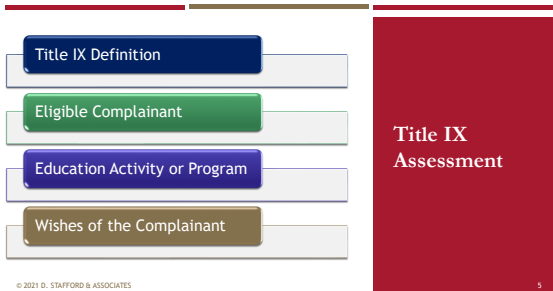 Title IX Definition
Eligible Complainant
Education Activity or Program
Wishes of the Complainant
Title IX
Assessment
© 2021 D. STAFFORD & ASSOCIATES
5